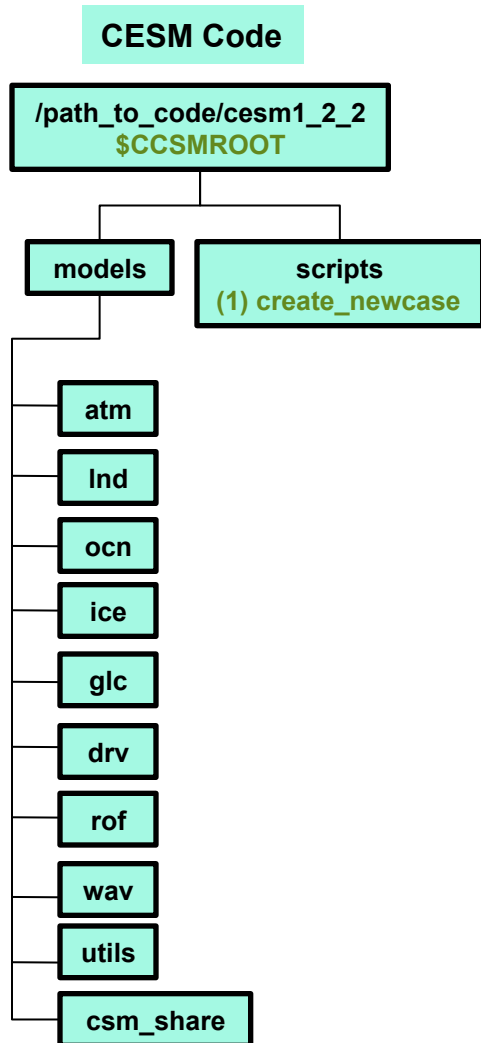 CESM Code
/path_to_code/cesm1_2_2
$CCSMROOT
models
scripts
(1) create_newcase
atm
lnd
ocn
ice
glc
drv
rof
wav
utils
csm_share